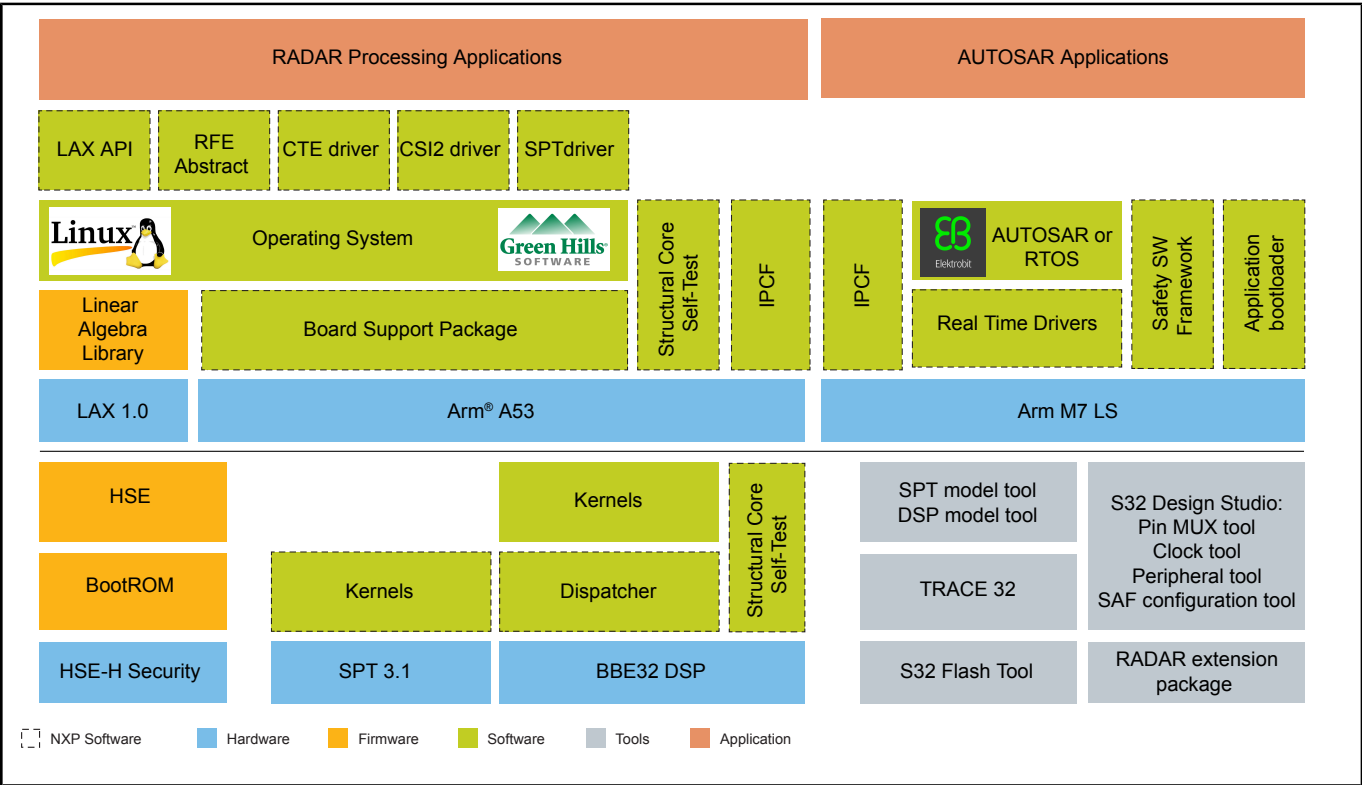 RADAR Processing Applications
AUTOSAR Applications
LAX API
RFE
Abstract
CTE driver
CSI2 driver
SPTdriver
Linux
Operating System
Green Hills
SOFTWARE
Structural Core
Self-Test
IPCF
IPCF
EB
Elektrobit
AUTOSAR or
RTOS
Safety SW
Framework
Application
bootloader
Linear
Algebra
Library
Board Support Package
Real Time Drivers
LAX 1.0
Arm® A53
Arm M7 LS
HSE
Kernels
Structural Core
Self-Test
SPT model tool
DSP model tool
S32 Design Studio:
Pin MUX tool
Clock tool
Peripheral tool
SAF configuration tool
BootROM
Kernels
Dispatcher
TRACE 32
HSE-H Security
SPT 3.1
BBE32 DSP
S32 Flash Tool
RADAR extension
package
NXP Software
Hardware
Firmware
Software
Tools
Application